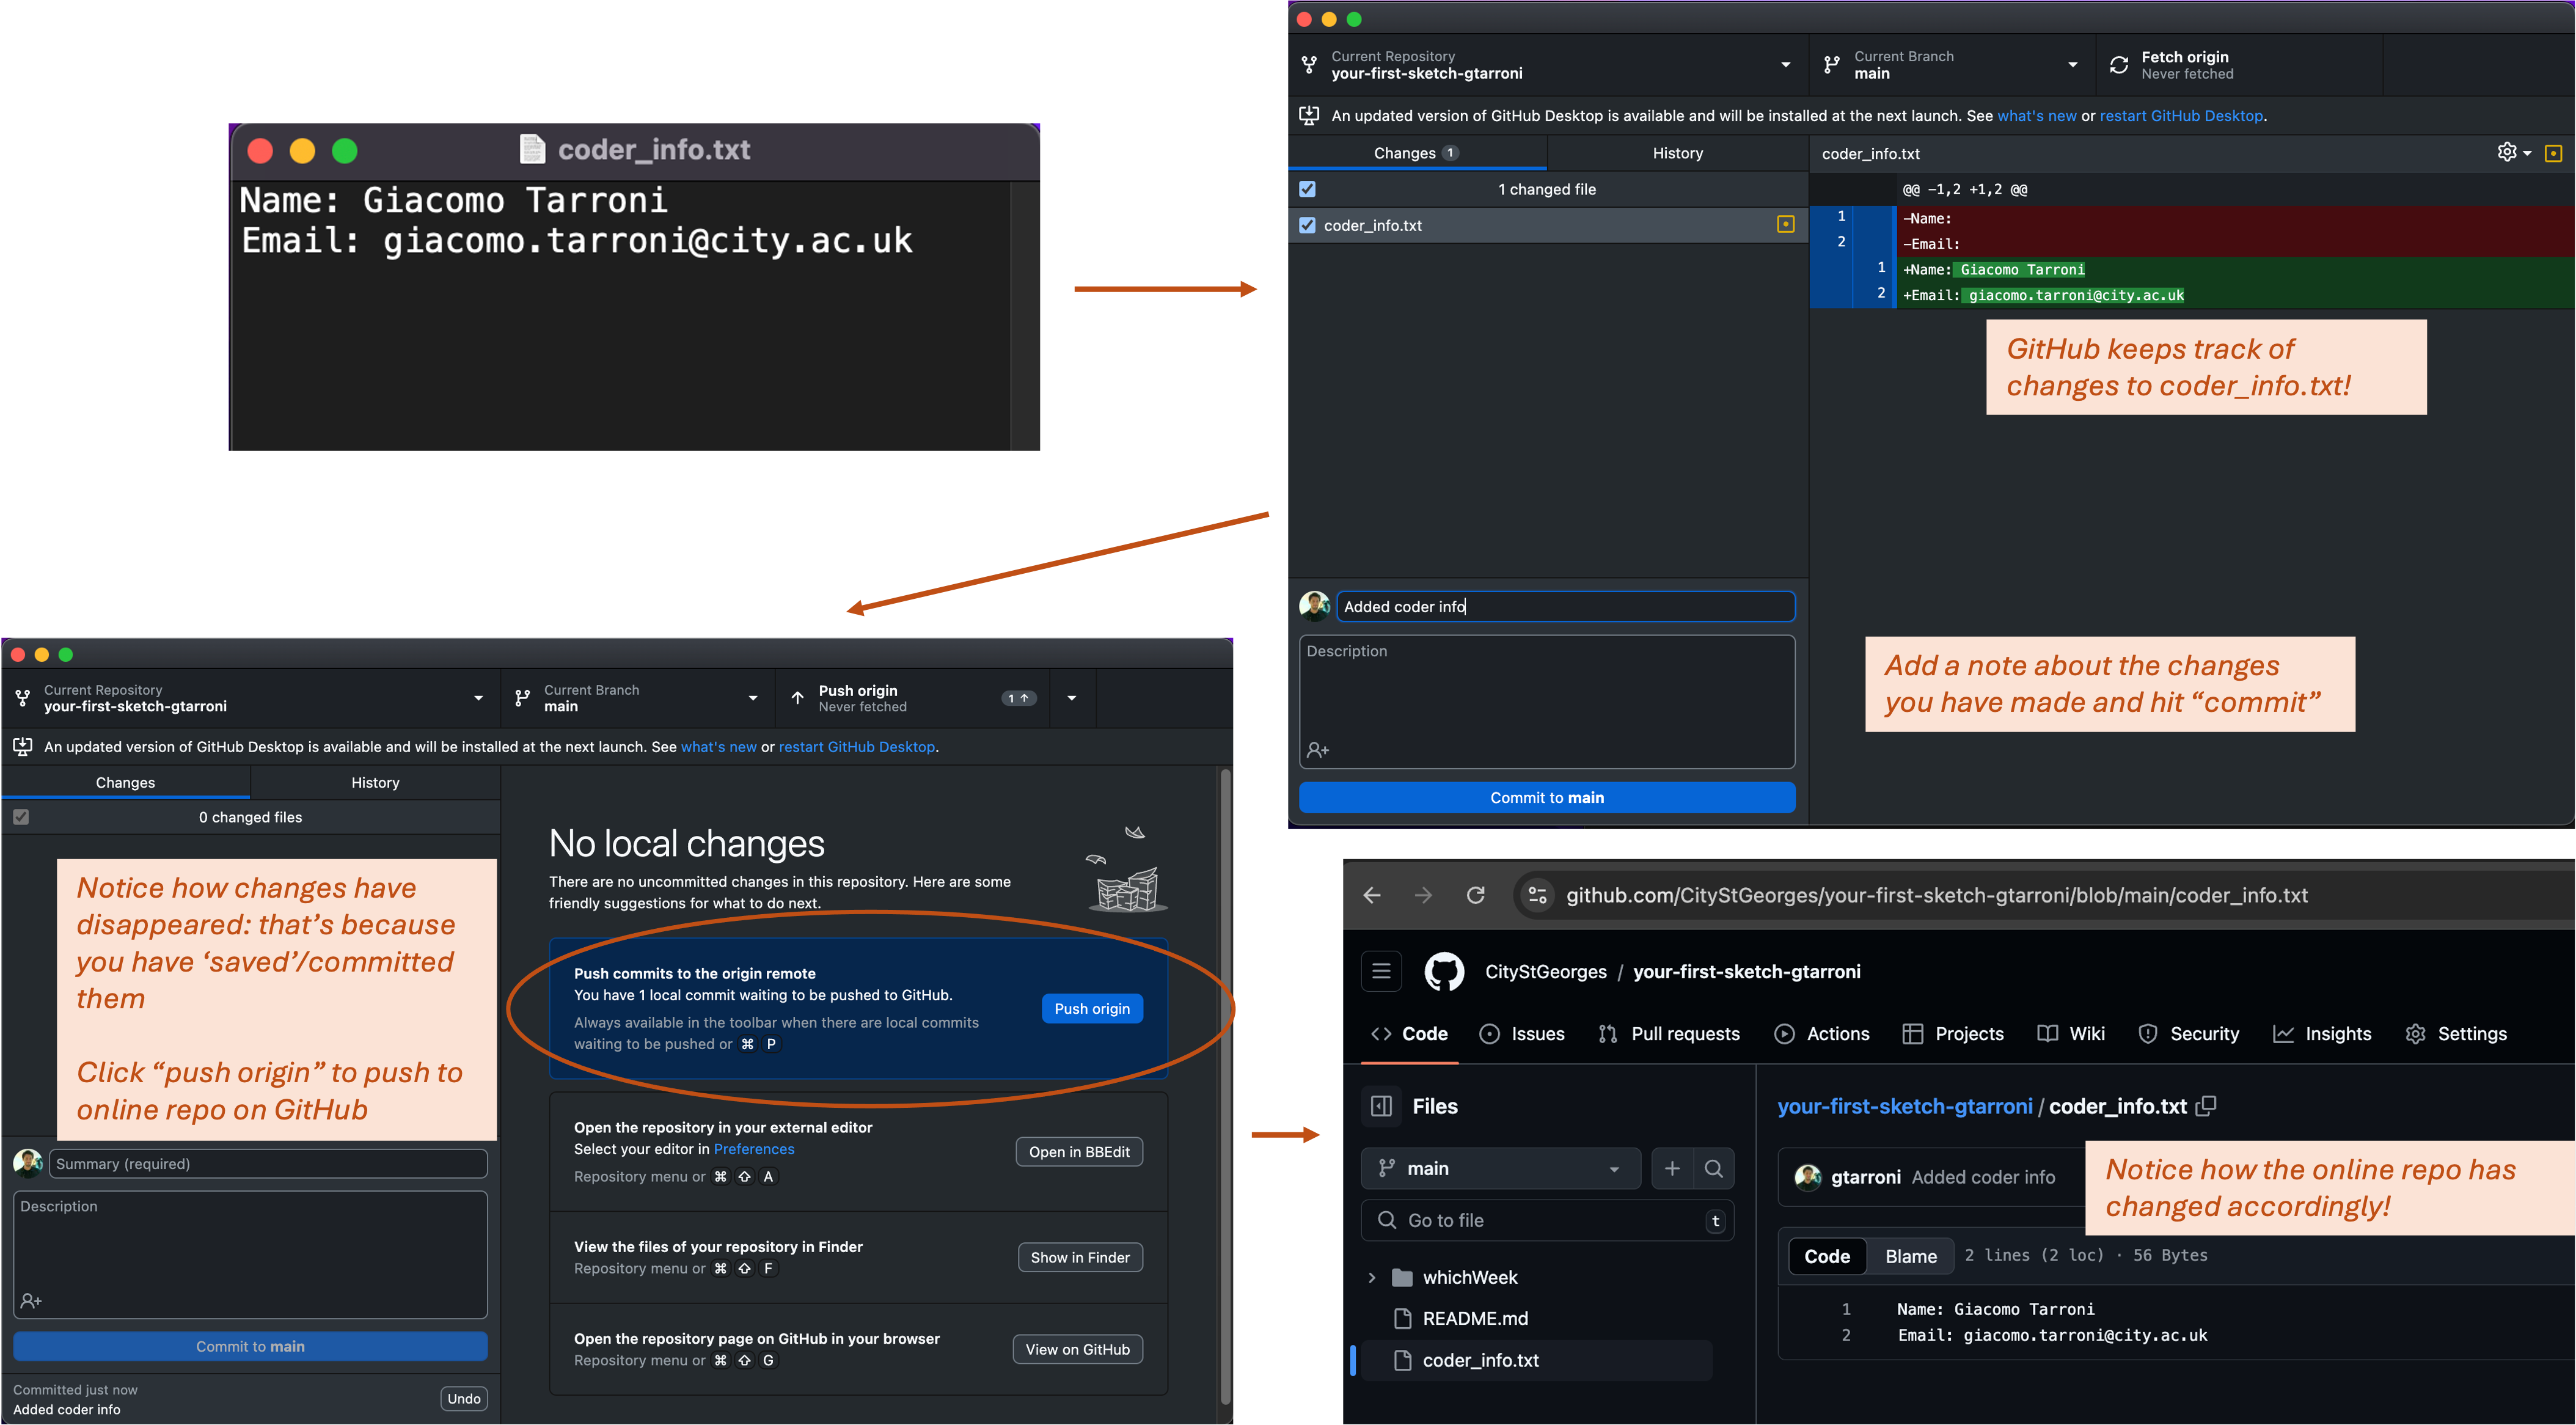 coder_info.txt
Name: Giacomo Tarroni
Email: giacomo.tarroni@city.ac.uk
Current Repository
your-first-sketch-gtarroni
Current Branch
main
Fetch origin
Never fetched
An updated version of GitHub Desktop is available and will be installed at the next launch. See what's new or restart GitHub Desktop.
Changes 1
History
coder_info.txt
1 changed file
coder_info.txt
@@ -1,2 +1,2 @@
1 -Name:
2 -Email:
1 +Name: Giacomo Tarroni
2 +Email: giacomo.tarroni@city.ac.uk
GitHub keeps track of
changes to coder_info.txt!
Added coder info
Description
Commit to main
Add a note about the changes
you have made and hit “commit”
Current Repository
your-first-sketch-gtarroni
Current Branch
main
Push origin
Never fetched
1 ↑
An updated version of GitHub Desktop is available and will be installed at the next launch. See what's new or restart GitHub Desktop.
Changes
History
0 changed files
Notice how changes have
disappeared: that’s because
you have ‘saved’/committed
them
Click “push origin” to push to
online repo on GitHub
Summary (required)
Description
Commit to main
Committed just now
Added coder info
Undo
No local changes
There are no uncommitted changes in this repository. Here are some
friendly suggestions for what to do next.
Push commits to the origin remote
You have 1 local commit waiting to be pushed to GitHub.
Always available in the toolbar when there are local commits
waiting to be pushed or ⌘ P
Push origin
Open the repository in your external editor
Select your editor in Preferences
Repository menu or ⌘ ⇧ A
Open in BBEdit
View the files of your repository in Finder
Repository menu or ⌘ ⇧ F
Show in Finder
Open the repository page on GitHub in your browser
Repository menu or ⌘ ⇧ G
View on GitHub
github.com/CityStGeorges/your-first-sketch-gtarroni/blob/main/coder_info.txt
CityStGeorges / your-first-sketch-gtarroni
Code
Issues
Pull requests
Actions
Projects
Wiki
Security
Insights
Settings
Files
main
Go to file
t
whichWeek
README.md
coder_info.txt
your-first-sketch-gtarroni / coder_info.txt
gtarroni Added coder info
Notice how the online repo has
changed accordingly!
Code
Blame
2 lines (2 loc) · 56 Bytes
1 Name: Giacomo Tarroni
2 Email: giacomo.tarroni@city.ac.uk